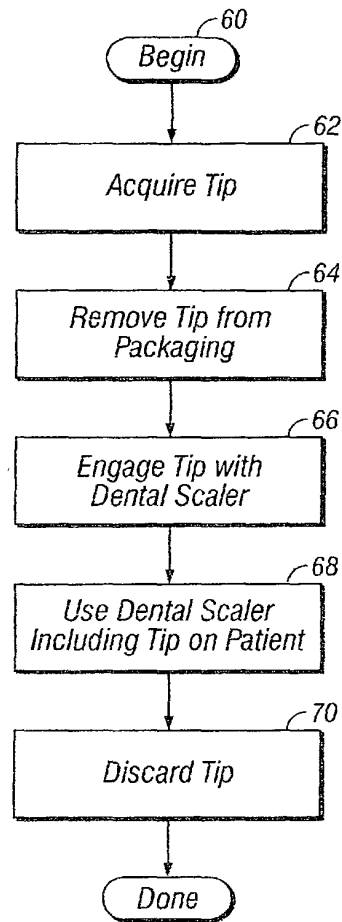 60
Begin
62
Acquire Tip
64
Remove Tip from
Packaging
66
Engage Tip with
Dental Scaler
68
Use Dental Scaler
Including Tip on Patient
70
Discard Tip
Done